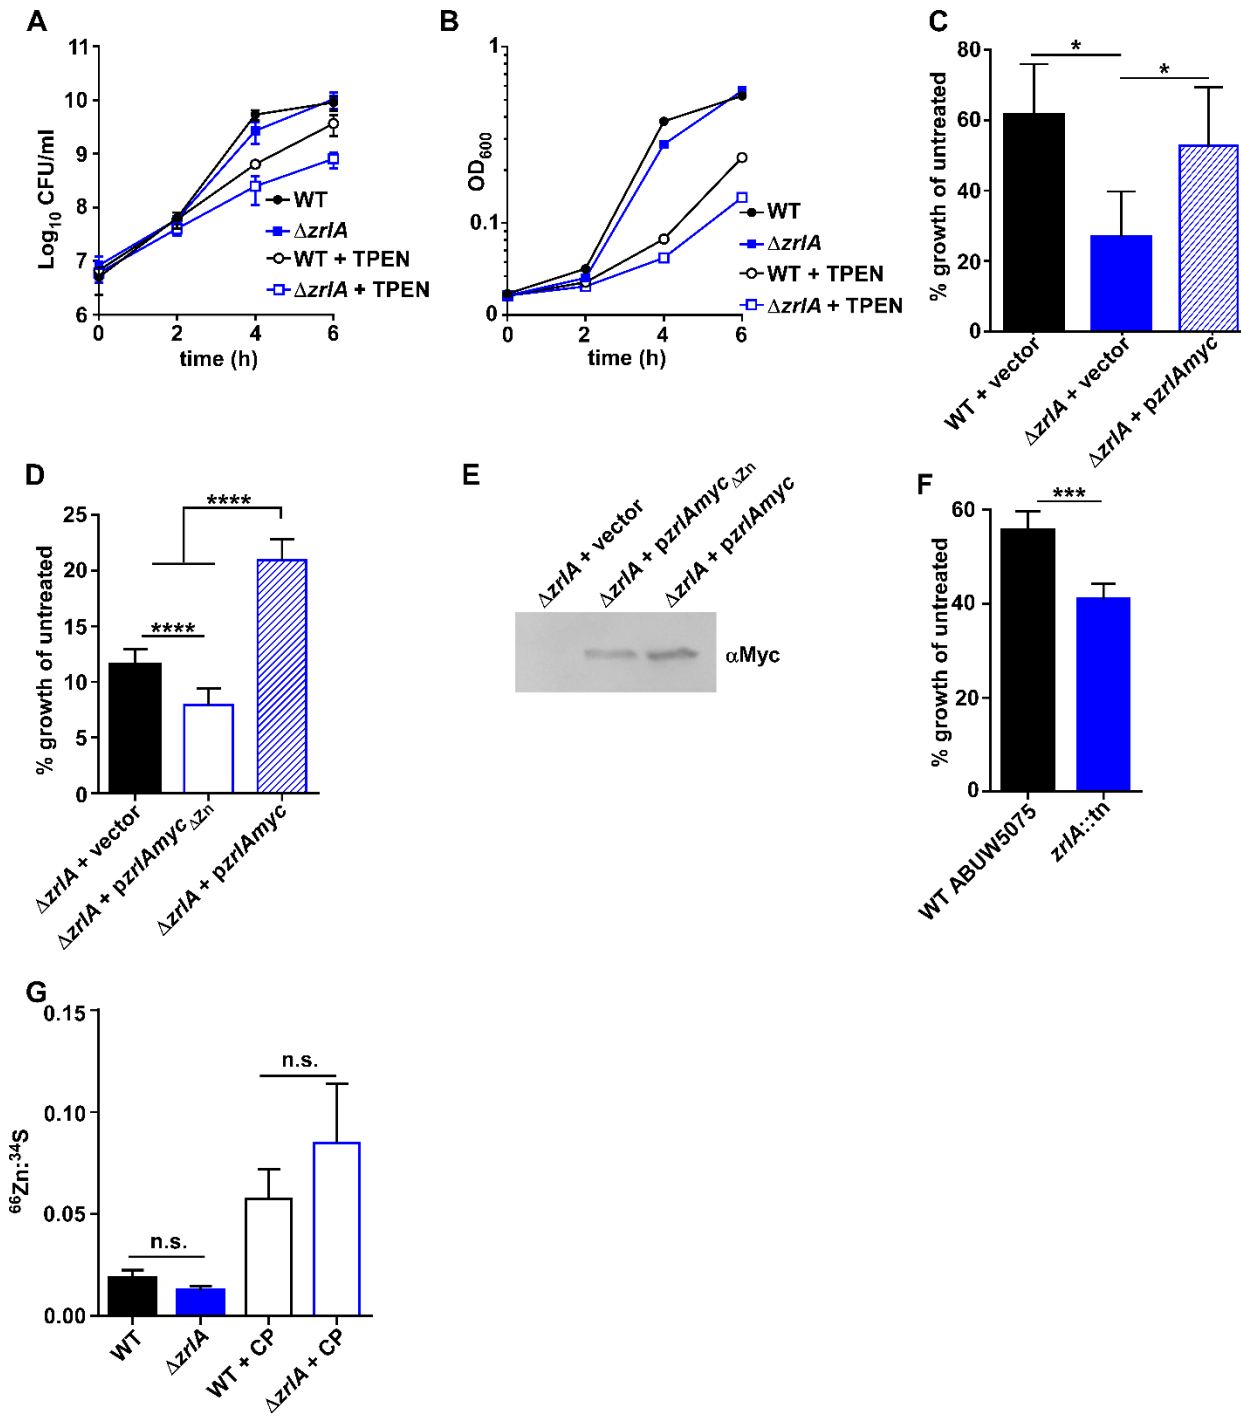 A
Log10 CFU/ml
11
10
9
8
7
6
0 2 4 6
time (h)
WT
ΔzrlA
WT + TPEN
ΔzrlA + TPEN
B
OD600
1
0.1
0
0 2 4 6
time (h)
WT
ΔzrlA
WT + TPEN
ΔzrlA + TPEN
C
% growth of untreated
80
60
40
20
0
*
*
WT + vector
ΔzrlA + vector
ΔzrlA + pzrlAmyc
D
% growth of untreated
25
20
15
10
5
0
****
****
ΔzrlA + vector
ΔzrlA + pzrlAmycΔZn
ΔzrlA + pzrlAmyc
E
ΔzrlA + vector
ΔzrlA + pzrlAmycΔZn
ΔzrlA + pzrlAmyc
αMyc
F
% growth of untreated
60
40
20
0
***
WT ABUW5075
zrlA::tn
G
66Zn:34S
0.15
0.10
0.05
0.00
n.s.
n.s.
WT
ΔzrlA
WT + CP
ΔzrlA + CP